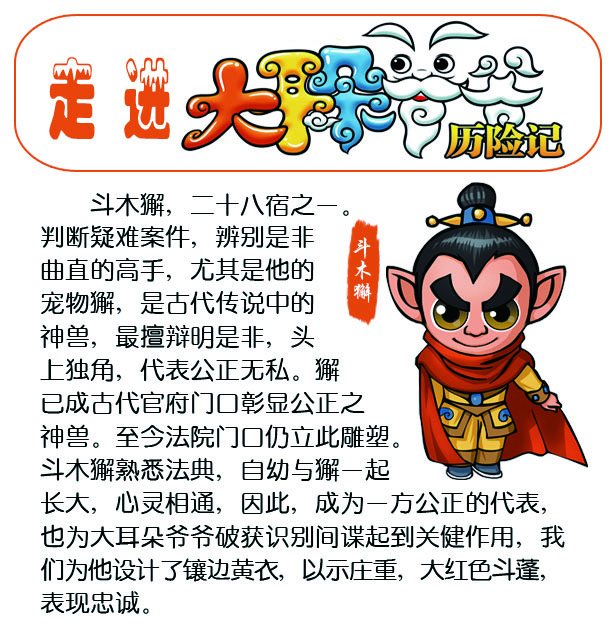 走进大耳朵爷爷
历险记
斗木獬，二十八宿之一。
判断疑难案件，辨别是非
曲直的高手，尤其是他的
宠物獬，是古代传说中的
神兽，最擅辩明是非，头
上独角，代表公正无私。獬
已成古代官府门口彰显公正之
神兽。至今法院门口仍立此雕塑。
斗木獬熟悉法典，自幼与獬一起
长大，心灵相通，因此，成为一方公正的代表，
也为大耳朵爷爷破获识别间谍起到关健作用，我
们为他设计了镶边黄衣，以示庄重，大红色斗蓬，
表现忠诚。
斗木獬